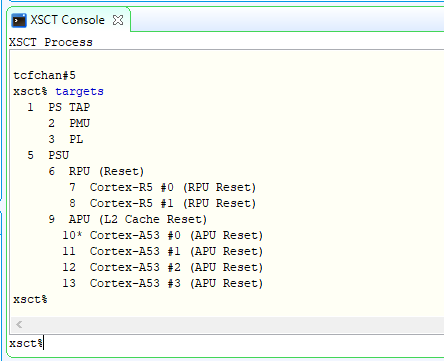 XSCT Console
XSCT Process
tcfchan#5
xsct% targets
1 PS TAP
2 PMU
3 PL
5 PSU
6 RPU (Reset)
7 Cortex-R5 #0 (RPU Reset)
8 Cortex-R5 #1 (RPU Reset)
9 APU (L2 Cache Reset)
10* Cortex-A53 #0 (APU Reset)
11 Cortex-A53 #1 (APU Reset)
12 Cortex-A53 #2 (APU Reset)
13 Cortex-A53 #3 (APU Reset)
xsct%
xsct%